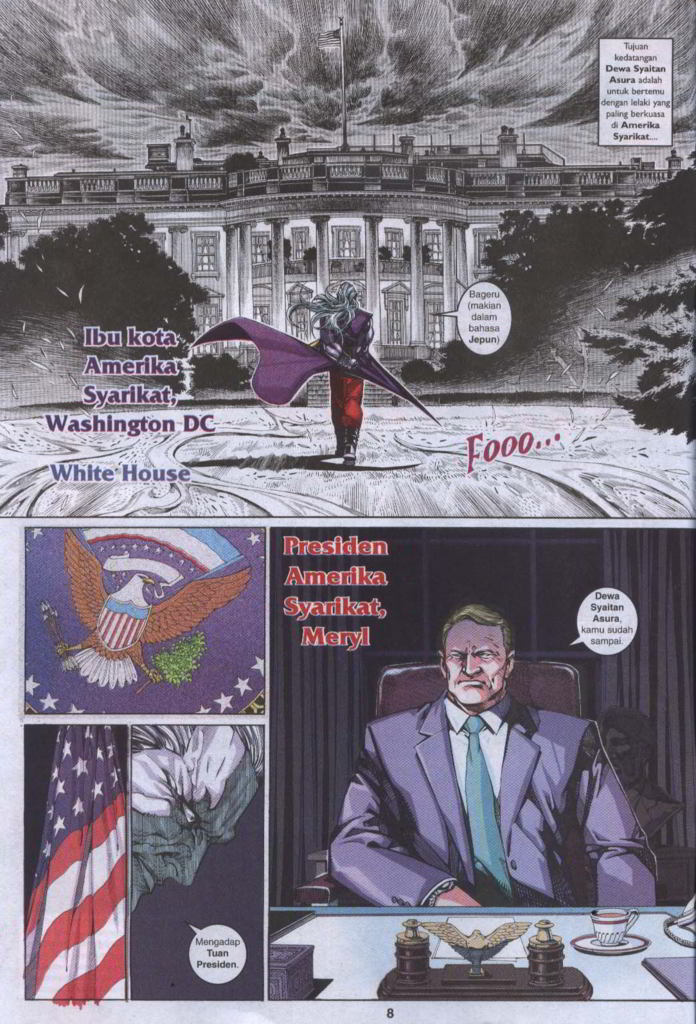 Tujuan
kedatangan
Dewa Syaitan
Asura adalah
untuk bertemu
dengan lelaki yang
paling berkuasa
di Amerika
Syarikat....
Bageru
(makian
dalam
bahasa
Jepun)
Ibu kota
Amerika
Syarikat,
Washington DC
White House
Fooo...
Presiden
Amerika
Syarikat,
Meryl
Dewa
Syaitan
Asura,
kamu sudah
sampai.
Mengadap
Tuan
Presiden.
8